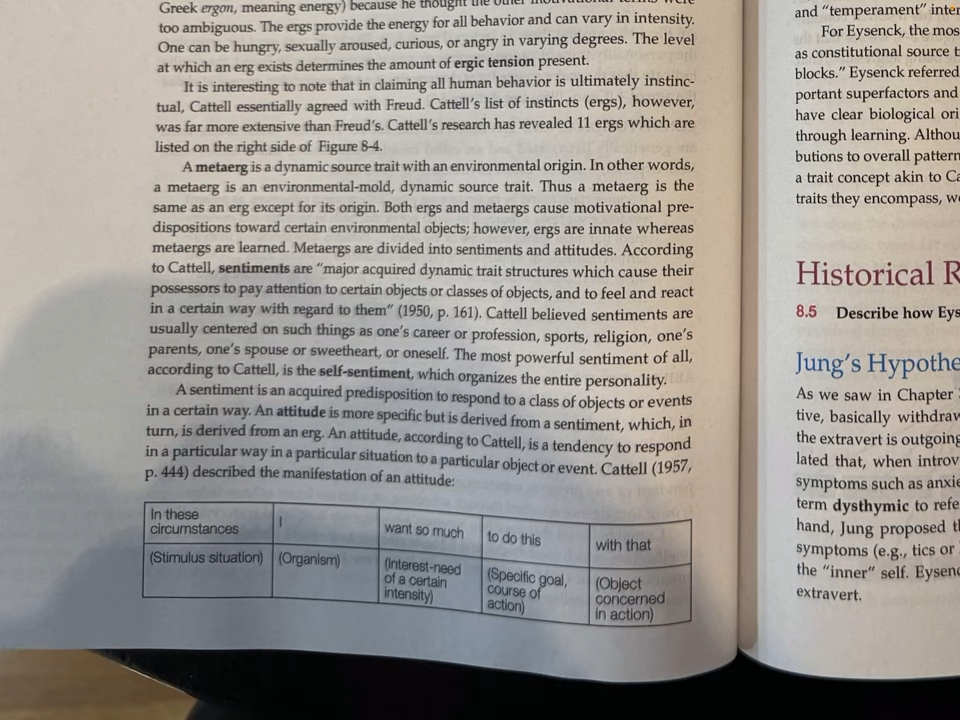 Greek ergon, meaning energy) because he thought the other motivational terms were
too ambiguous. The ergs provide the energy for all behavior and can vary in intensity.
One can be hungry, sexually aroused, curious, or angry in varying degrees. The level
at which an erg exists determines the amount of ergic tension present.
It is interesting to note that in claiming all human behavior is ultimately instinc-
tual, Cattell essentially agreed with Freud. Cattell's list of instincts (ergs), however,
was far more extensive than Freud's. Cattell's research has revealed 11 ergs which are
listed on the right side of Figure 8-4.
A metaerg is a dynamic source trait with an environmental origin. In other words,
a metaerg is an environmental-mold, dynamic source trait. Thus a metaerg is the
same as an erg except for its origin. Both ergs and metaergs cause motivational pre-
dispositions toward certain environmental objects; however, ergs are innate whereas
metaergs are learned. Metaergs are divided into sentiments and attitudes. According
to Cattell, sentiments are "major acquired dynamic trait structures which cause their
possessors to pay attention to certain objects or classes of objects, and to feel and react
in a certain way with regard to them" (1950, p. 161). Cattell believed sentiments are
usually centered on such things as one's career or profession, sports, religion, one's
parents, one's spouse or sweetheart, or oneself. The most powerful sentiment of all,
according to Cattell, is the self-sentiment, which organizes the entire personality.
A sentiment is an acquired predisposition to respond to a class of objects or events
in a certain way. An attitude is more specific but is derived from a sentiment, which, in
turn, is derived from an erg. An attitude, according to Cattell, is a tendency to respond
in a particular way in a particular situation to a particular object or event. Cattell (1957,
p. 444) described the manifestation of an attitude:
In these
circumstances
I
want so much
to do this
with that
(Stimulus situation)
(Organism)
(Interest-need
of a certain
intensity)
(Specific goal,
course of
action)
(Object
concerned
in action)
and "temperament" inter
For Eysenck, the mos
as constitutional source t
blocks." Eysenck referred
portant superfactors and
have clear biological ori
through learning. Althou
butions to overall pattern
a trait concept akin to Ca
traits they encompass, we
Historical R
8.5 Describe how Eys
Jung's Hypothe
As we saw in Chapter
tive, basically withdraw
the extravert is outgoing
lated that, when introv
symptoms such as anxie
term dysthymic to refe
hand, Jung proposed th
symptoms (e.g., tics or
the "inner" self. Eysenc
extravert.